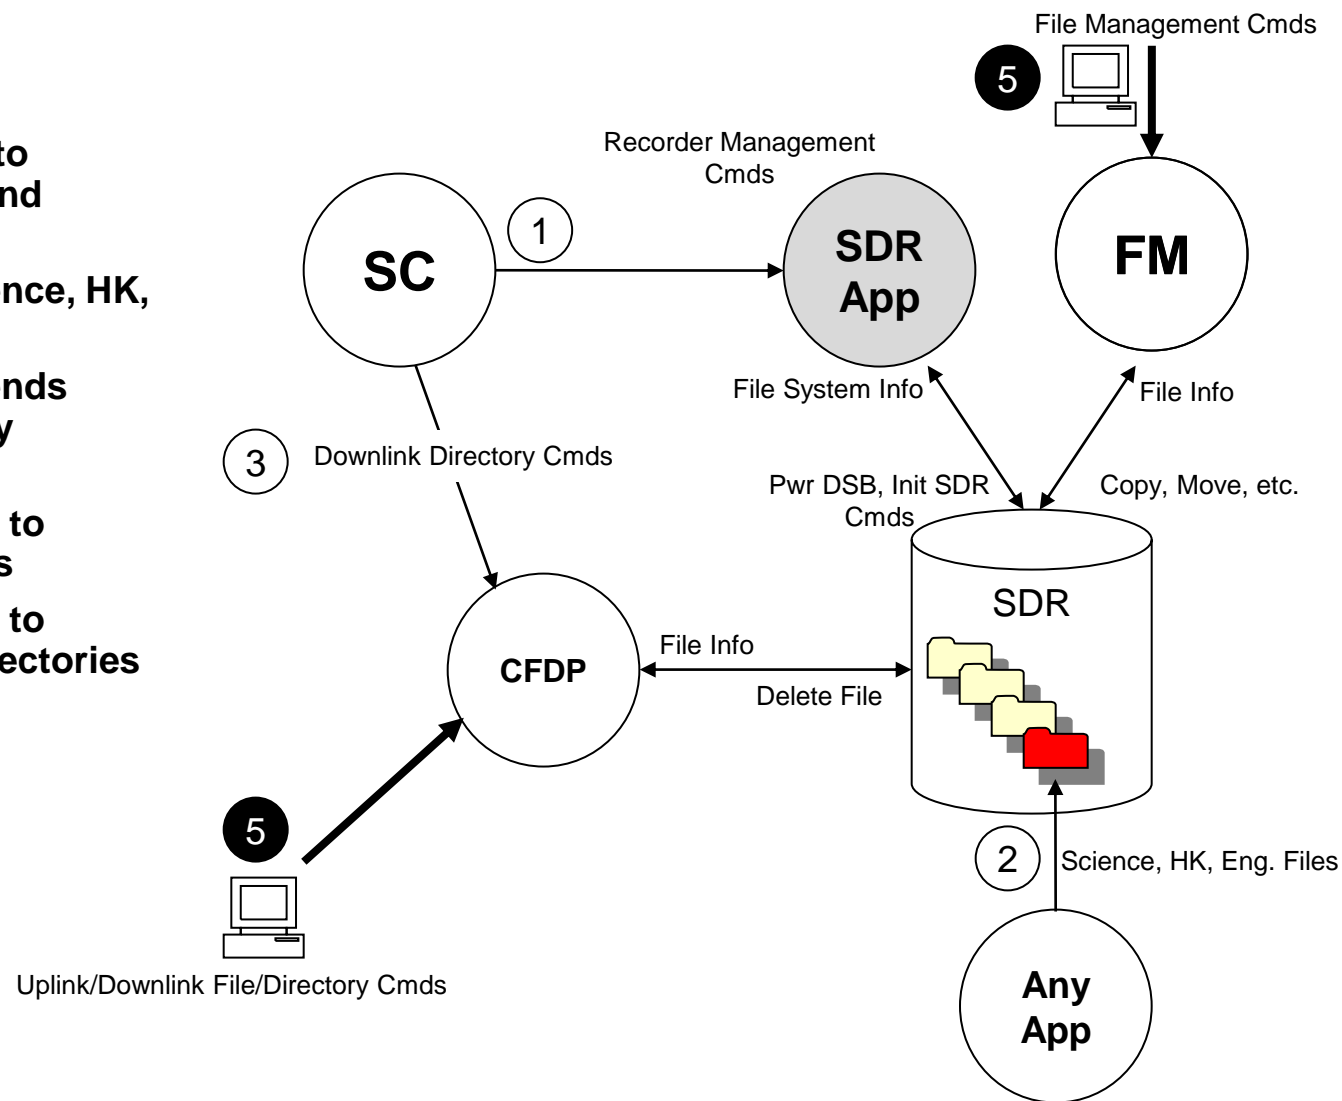 to
nd
ence, HK,
ends
y
to
s
to
ectories
File Management Cmds
5
Recorder Management
Cmds
SC
1
SDR
App
FM
File System Info
File Info
3
Downlink Directory Cmds
Pwr DSB, Init SDR
Cmds
Copy, Move, etc.
SDR
CFDP
File Info
Delete File
5
2
Science, HK, Eng. Files
Uplink/Downlink File/Directory Cmds
Any
App